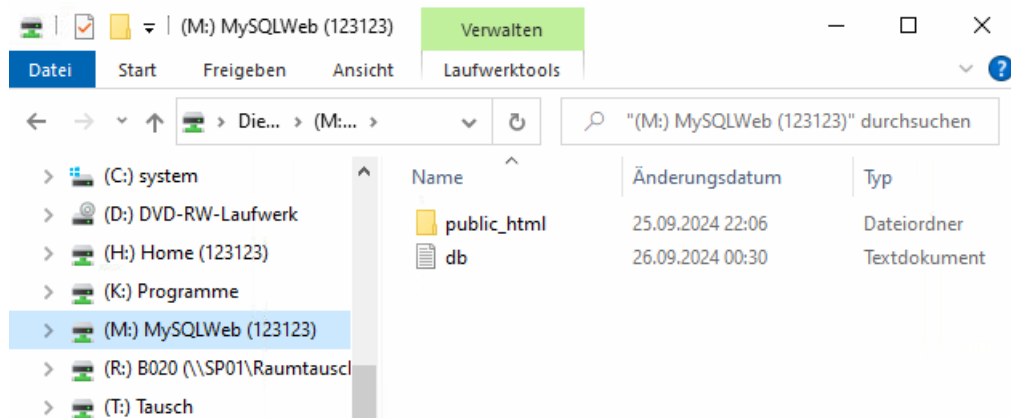 (M:) MySQLWeb (123123)
Verwalten
Datei Start Freigeben Ansicht Laufwerktools
Die... (M:...
"(M:) MySQLWeb (123123)" durchsuchen
(C:) system
(D:) DVD-RW-Laufwerk
(H:) Home (123123)
(K:) Programme
(M:) MySQLWeb (123123)
(R:) B020 (\\SP01\Raumtausch
(T:) Tausch
Name Änderungsdatum Typ
public_html 25.09.2024 22:06 Dateiordner
db 26.09.2024 00:30 Textdokument